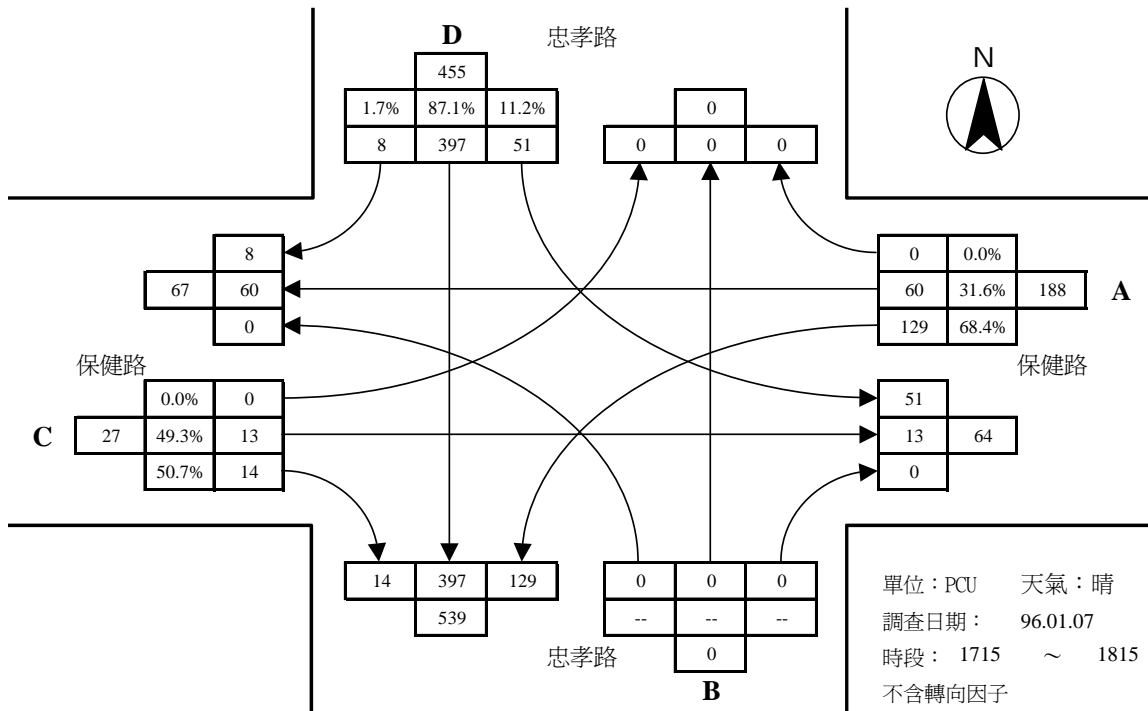 D
忠孝路
455
1.7% 87.1% 11.2%
8 397 51
0
0 0 0
N
8
67 60
0
0 0.0%
60 31.6% 188
129 68.4%
A
保健路
保健路
0.0% 0
27 49.3% 13
50.7% 14
C
51
13 64
0
14 397 129
539
0 0 0
-- -- --
0
忠孝路
B
單位：PCU 天氣：晴
調查日期： 96.01.07
時段： 1715 ～ 1815
不含轉向因子